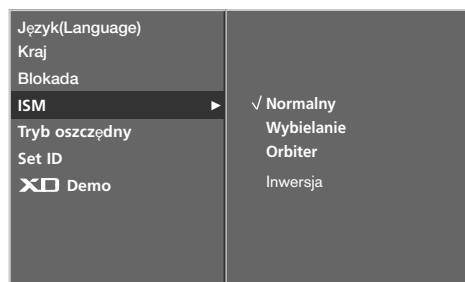 Język(Language)
Kraj
Blokada
ISM ►
Tryb oszczędny
Set ID
XD Demo
√ Normalny
Wybielanie
Orbiter
Inwersja